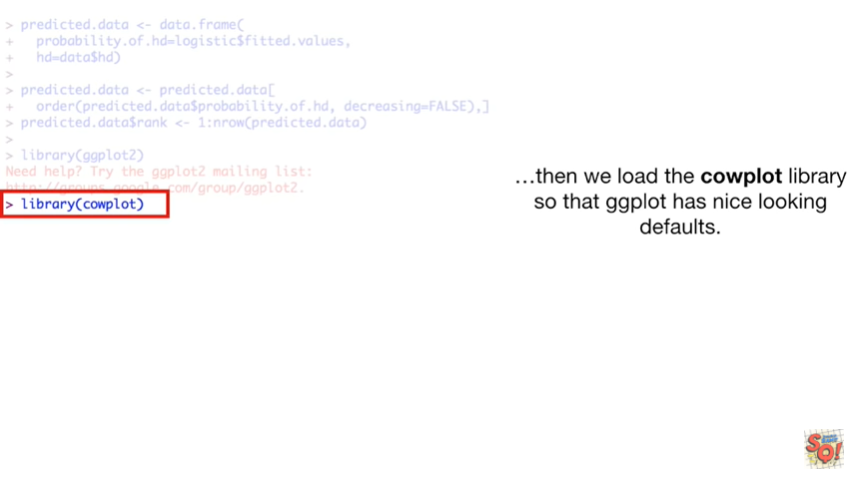 > predicted.data <- data.frame(
+   probability.of.hd=logistic$fitted.values,
+   hd=data$hd)
>
> predicted.data <- predicted.data[
+   order(predicted.data$probability.of.hd, decreasing=FALSE),]
> predicted.data$rank <- 1:nrow(predicted.data)
>
> library(ggplot2)
Need help? Try the ggplot2 mailing list:
http://groups.google.com/group/ggplot2.
> library(cowplot)
…then we load the cowplot library
so that ggplot has nice looking
defaults.
SQ!